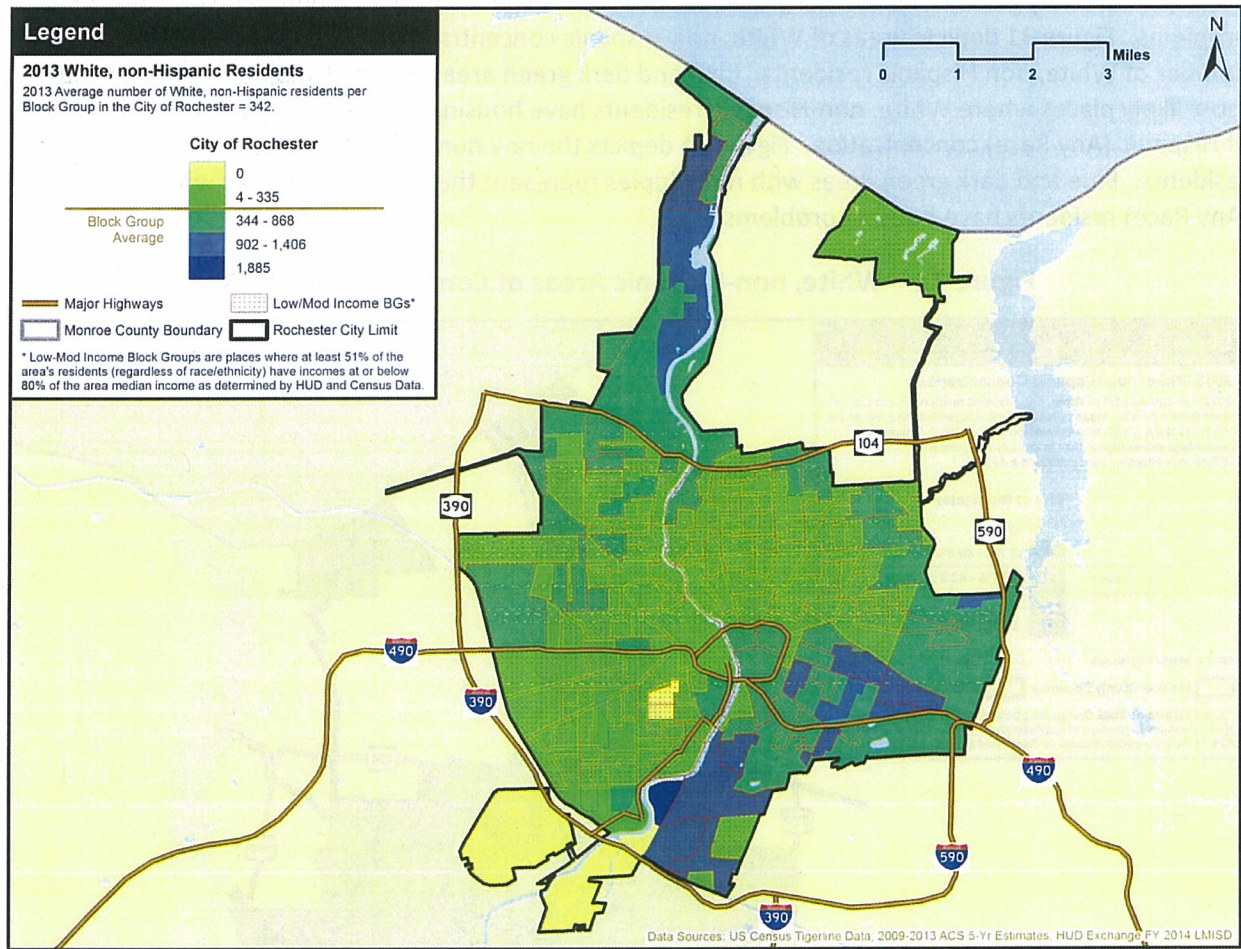 Legend
2013 White, non-Hispanic Residents
2013 Average number of White, non-Hispanic residents per
Block Group in the City of Rochester = 342.
City of Rochester
0
4 - 335
Block Group
Average
344 - 868
902 - 1,406
1,885
Major Highways
Low/Mod Income BGs*
Monroe County Boundary
Rochester City Limit
* Low-Mod Income Block Groups are places where at least 51% of the
area's residents (regardless of race/ethnicity) have incomes at or below
80% of the area median income as determined by HUD and Census Data.
N
0 1 2 3 Miles
104
390
590
490
390
490
590
390
Data Sources: US Census Tigerline Data, 2009-2013 ACS 5-Yr Estimates, HUD Exchange FY 2014 LMISD